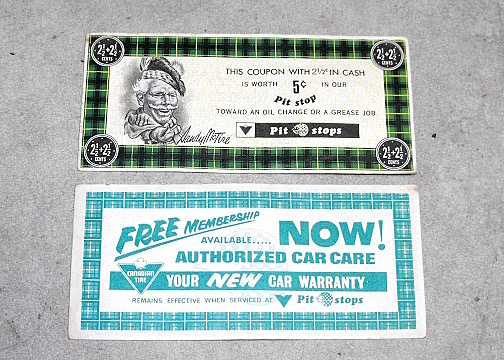 2½+2½ CENTS
2½+2½ CENTS
THIS COUPON WITH 2½¢ IN CASH
IS WORTH 5¢ IN OUR
Pit stop
TOWARD AN OIL CHANGE OR A GREASE JOB
Sandy McTire
Pit stops
2½+2½ CENTS
2½+2½ CENTS
FREE MEMBERSHIP
AVAILABLE..... NOW!
AUTHORIZED CAR CARE
CANADIAN TIRE
YOUR NEW CAR WARRANTY
REMAINS EFFECTIVE WHEN SERVICED AT Pit stops